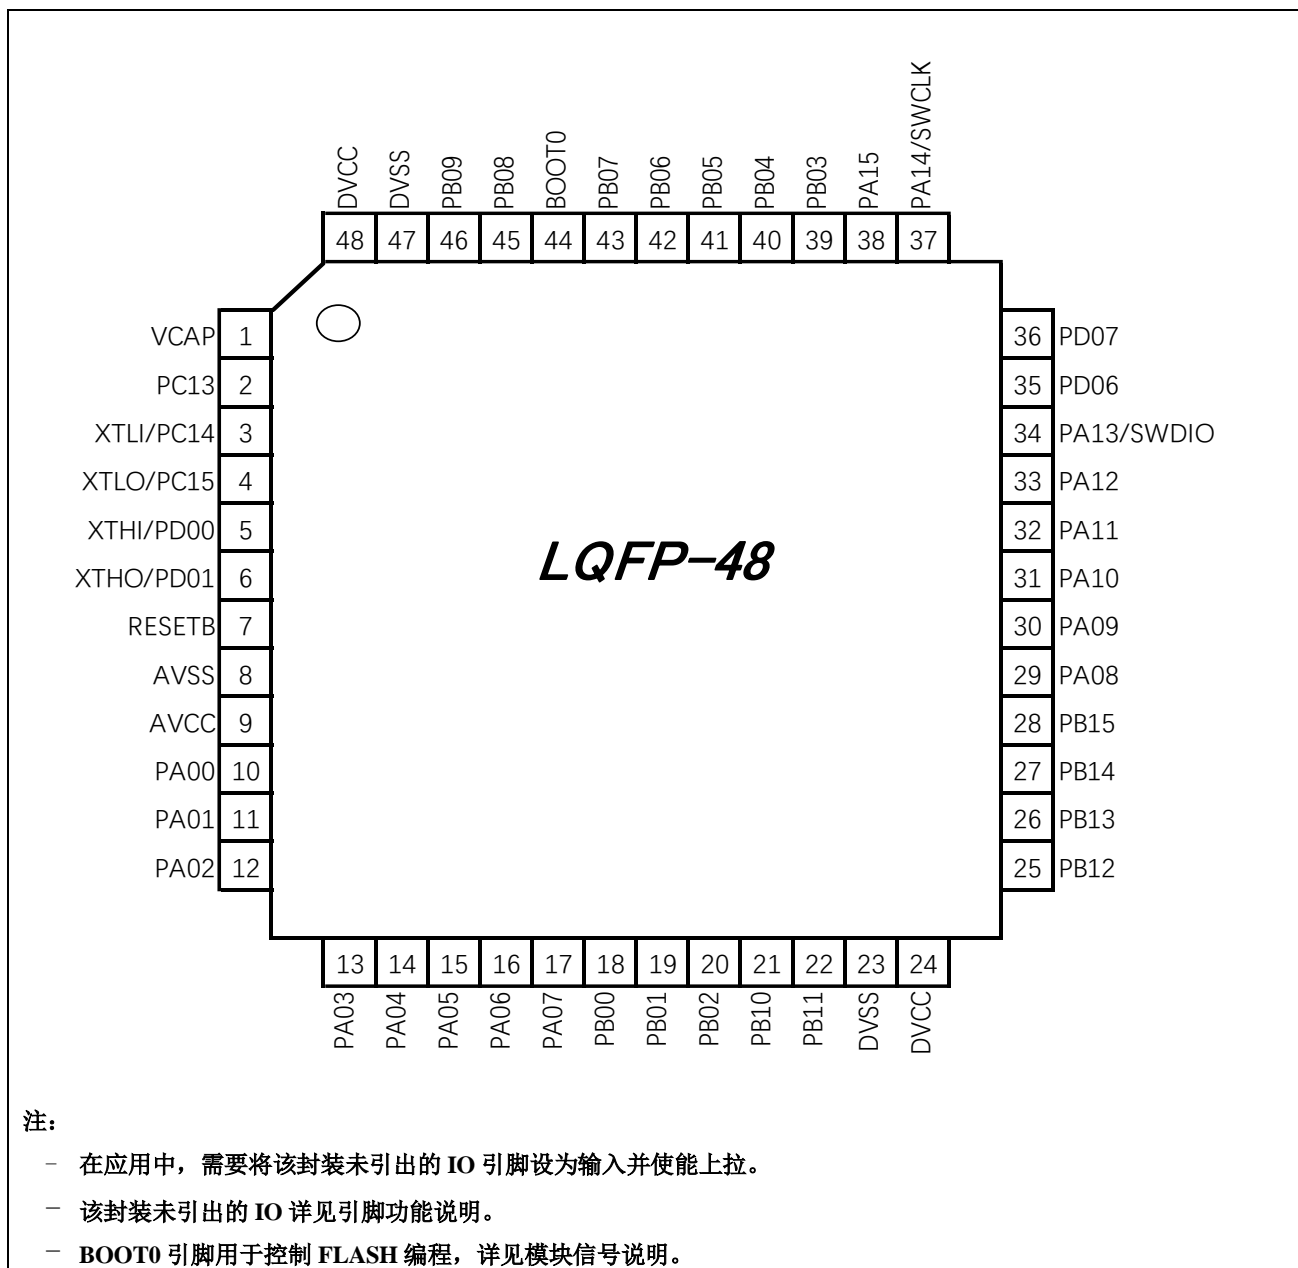 DVCC
DVSS
PB09
PB08
BOOT0
PB07
PB06
PB05
PB04
PB03
PA15
PA14/SWCLK
48 47 46 45 44 43 42 41 40 39 38 37
VCAP 1
PC13 2
XTLI/PC14 3
XTLO/PC15 4
XTHI/PD00 5
XTHO/PD01 6
RESETB 7
AVSS 8
AVCC 9
PA00 10
PA01 11
PA02 12
LQFP-48
36 PD07
35 PD06
34 PA13/SWDIO
33 PA12
32 PA11
31 PA10
30 PA09
29 PA08
28 PB15
27 PB14
26 PB13
25 PB12
13 14 15 16 17 18 19 20 21 22 23 24
PA03
PA04
PA05
PA06
PA07
PB00
PB01
PB02
PB10
PB11
DVSS
DVCC
注：
– 在应用中，需要将该封装未引出的 IO 引脚设为输入并使能上拉。
– 该封装未引出的 IO 详见引脚功能说明。
– BOOT0 引脚用于控制 FLASH 编程，详见模块信号说明。